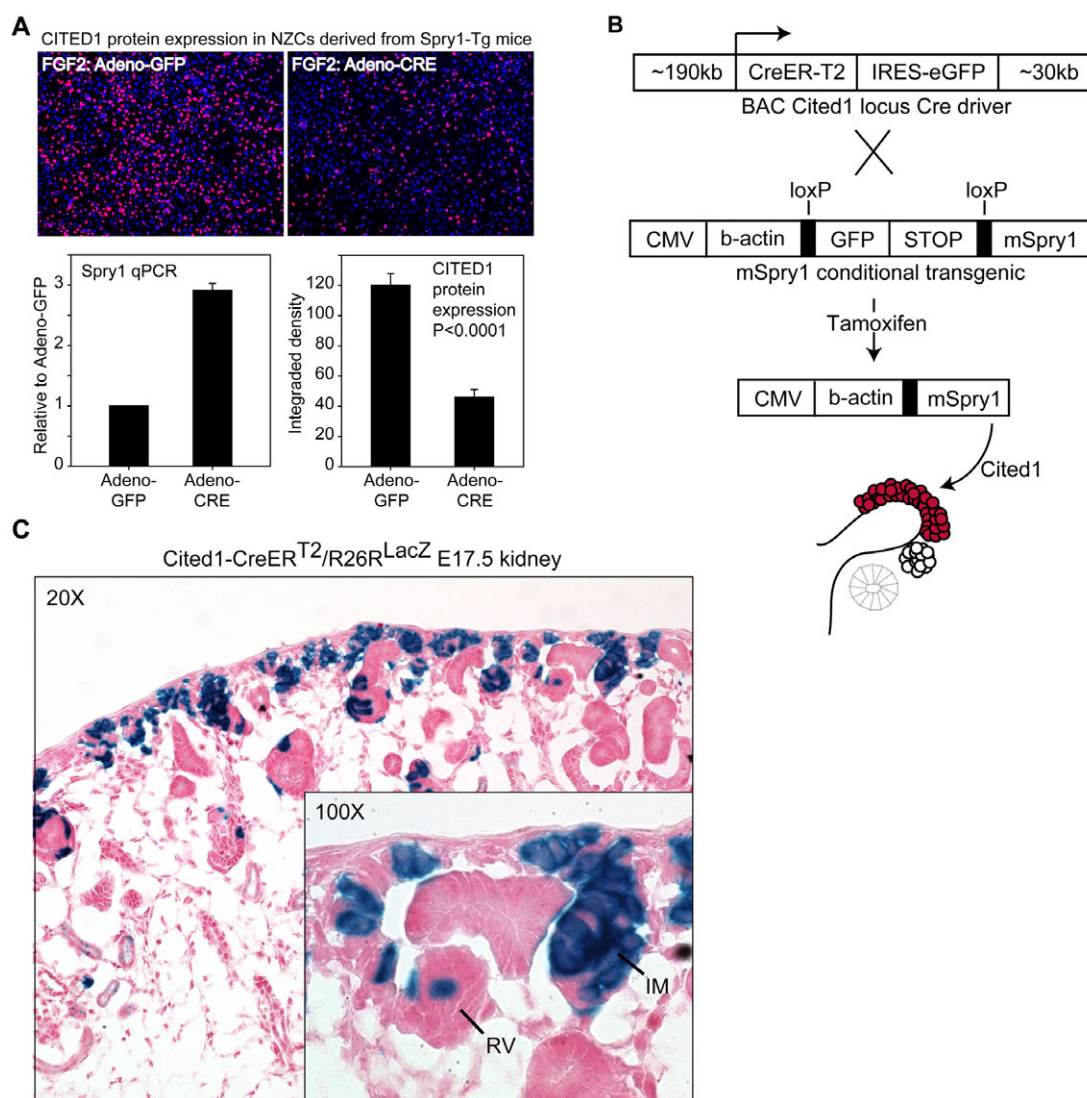 A
CITED1 protein expression in NZCs derived from Spry1-Tg mice
FGF2: Adeno-GFP
FGF2: Adeno-CRE
Relative to Adeno-GFP
3
2
1
0
Spry1 qPCR
Adeno-
GFP
Adeno-
CRE
Integraded density
120
100
80
60
40
20
0
CITED1
protein
expression
P<0.0001
Adeno-
GFP
Adeno-
CRE
B
~190kb
CreER-T2
IRES-eGFP
~30kb
BAC Cited1 locus Cre driver
loxP
loxP
CMV
b-actin
GFP
STOP
mSpry1
mSpry1 conditional transgenic
Tamoxifen
CMV
b-actin
mSpry1
Cited1
C
Cited1-CreER^T2/R26R^LacZ E17.5 kidney
20X
100X
IM
RV